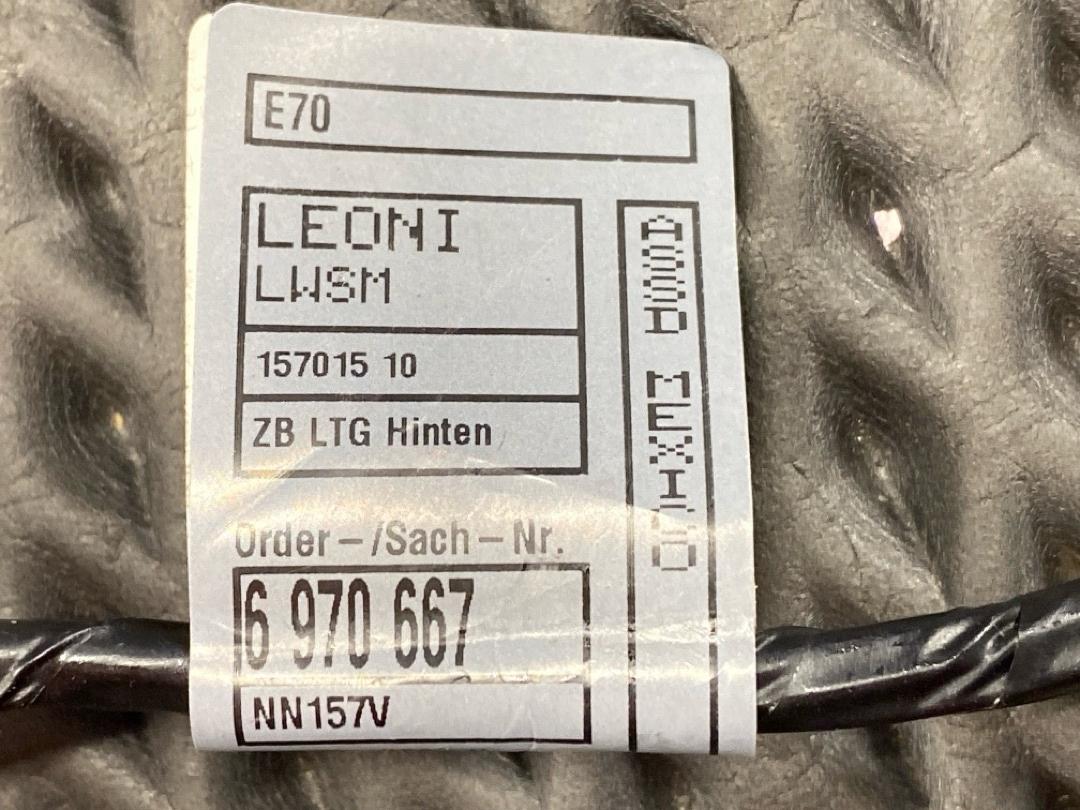 E70
LEONI
LWSM
157015 10
ZB LTG Hinten
ASSD MEXICO
Order-/Sach-Nr.
6 970 667
NN157V